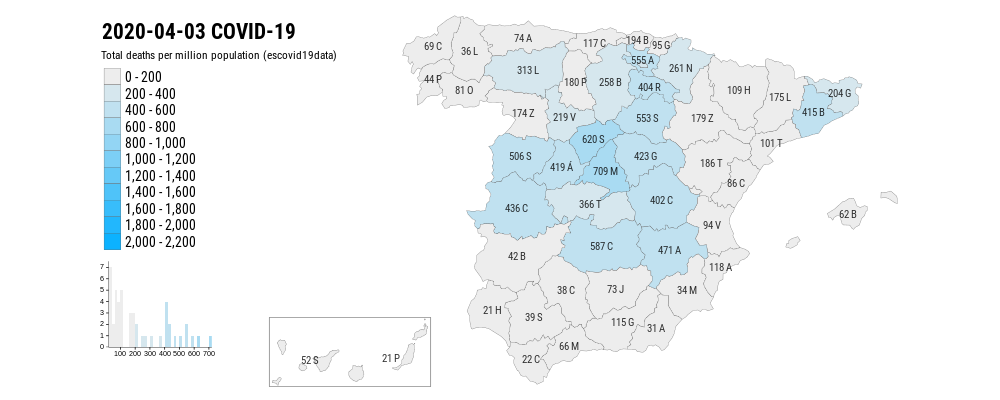 2020-04-03 COVID-19
Total deaths per million population (escovid19data)
0 - 200
200 - 400
400 - 600
600 - 800
800 - 1,000
1,000 - 1,200
1,200 - 1,400
1,400 - 1,600
1,600 - 1,800
1,800 - 2,000
2,000 - 2,200
7
6
5
4
3
2
1
0
100 200 300 400 500 600 700
69 C
36 L
74 A
117 C
194 B
95 G
555 A
261 N
44 P
81 O
313 L
180 P
258 B
404 R
109 H
175 L
204 G
415 B
174 Z
219 V
553 S
179 Z
101 T
620 S
506 S
419 Á
709 M
423 G
186 T
86 C
436 C
366 T
402 C
94 V
62 B
42 B
587 C
471 A
118 A
38 C
73 J
34 M
21 H
39 S
115 G
31 A
66 M
22 C
52 S
21 P